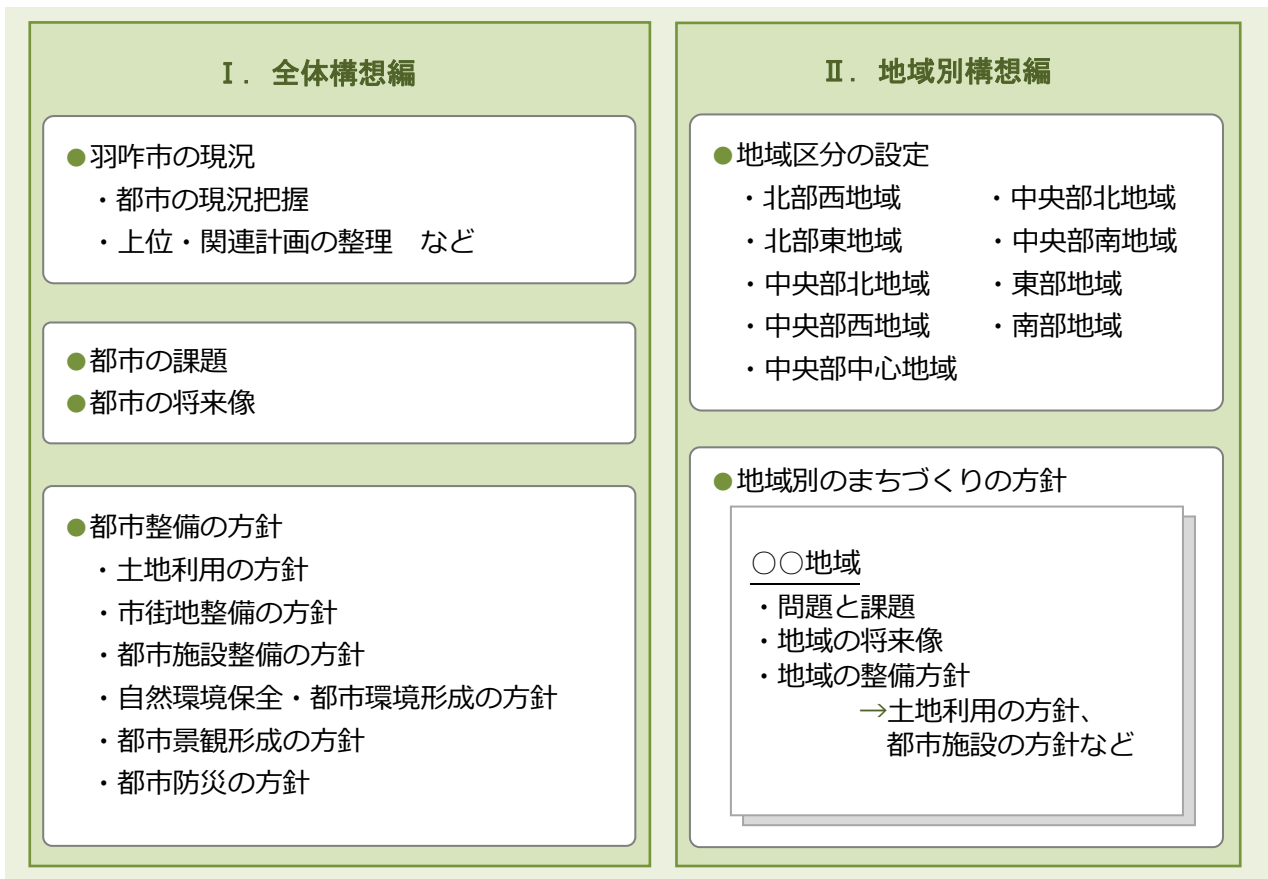 Ⅰ．全体構想編
●羽咋市の現況
・都市の現況把握
・上位・関連計画の整理　など
●都市の課題
●都市の将来像
●都市整備の方針
・土地利用の方針
・市街地整備の方針
・都市施設整備の方針
・自然環境保全・都市環境形成の方針
・都市景観形成の方針
・都市防災の方針
Ⅱ．地域別構想編
●地域区分の設定
・北部西地域
・北部東地域
・中央部北地域
・中央部西地域
・中央部中心地域
・中央部北地域
・中央部南地域
・東部地域
・南部地域
●地域別のまちづくりの方針
○○地域
・問題と課題
・地域の将来像
・地域の整備方針
→土地利用の方針、
都市施設の方針など